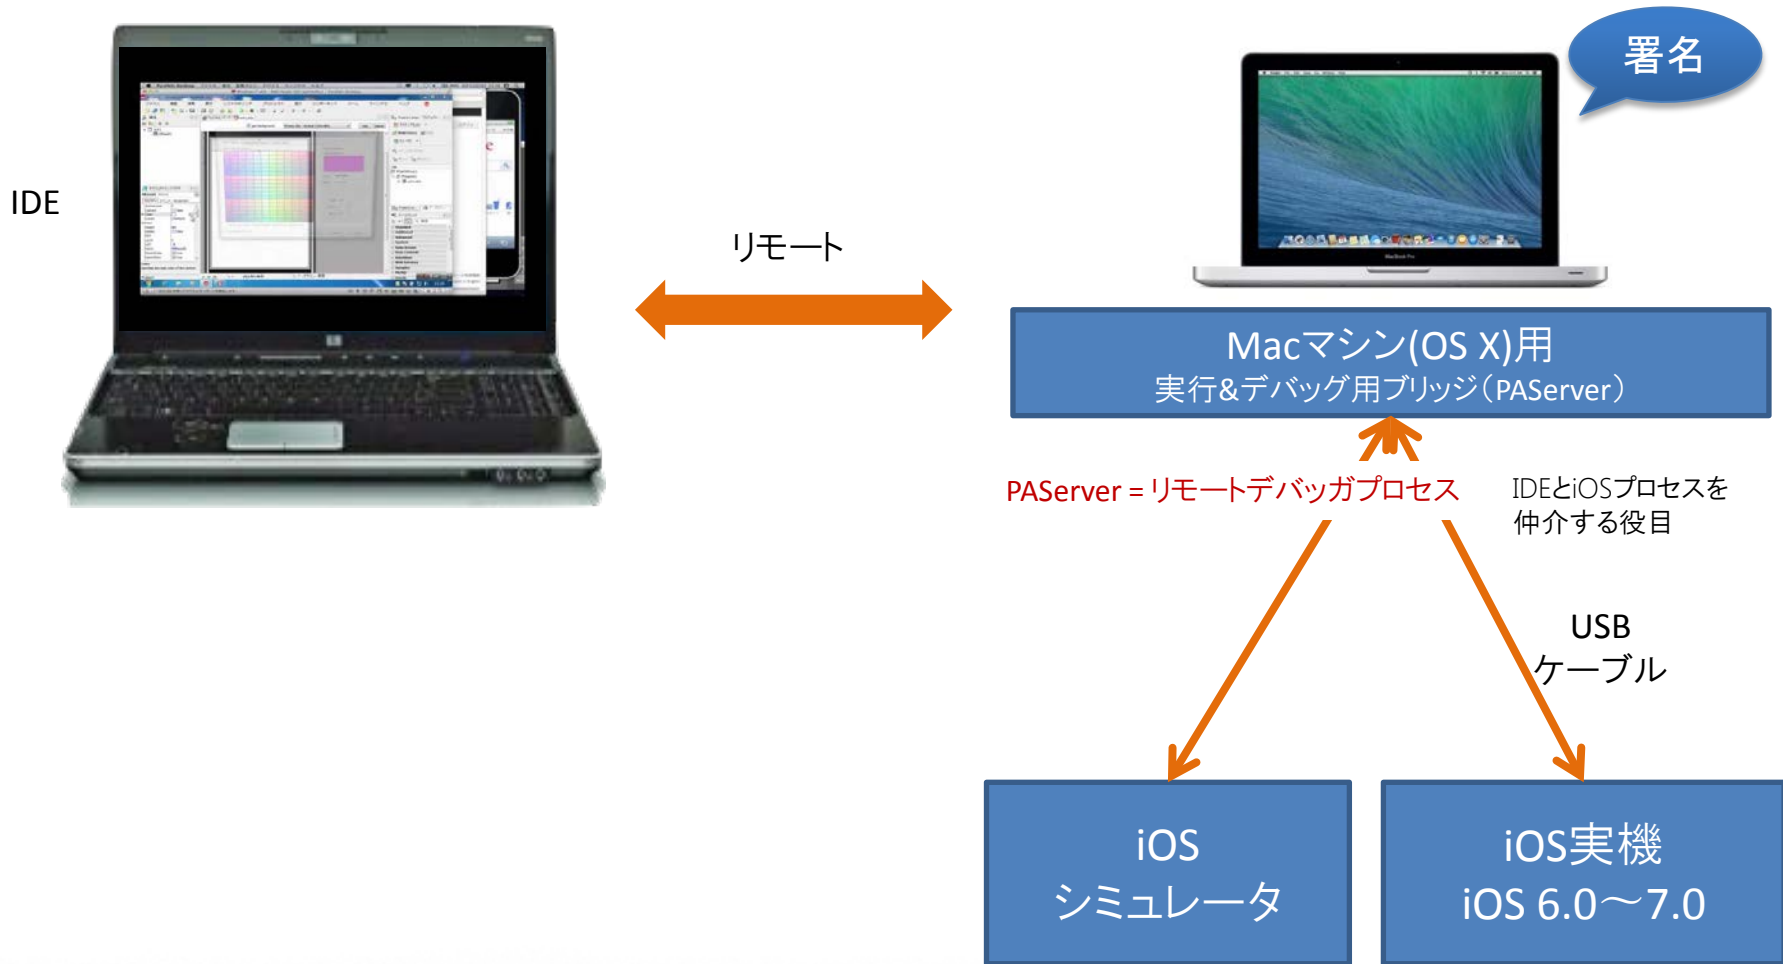 署名
IDE
リモート
Macマシン(OS X)用
実行&デバッグ用ブリッジ（PAServer）
PAServer = リモートデバッガプロセス
IDEとiOSプロセスを
仲介する役目
USB
ケーブル
iOS
シミュレータ
iOS実機
iOS 6.0～7.0